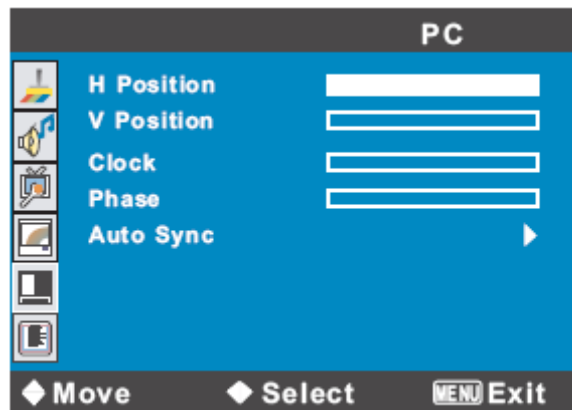 PC
H Position
V Position
Clock
Phase
Auto Sync
Move Select MENU Exit